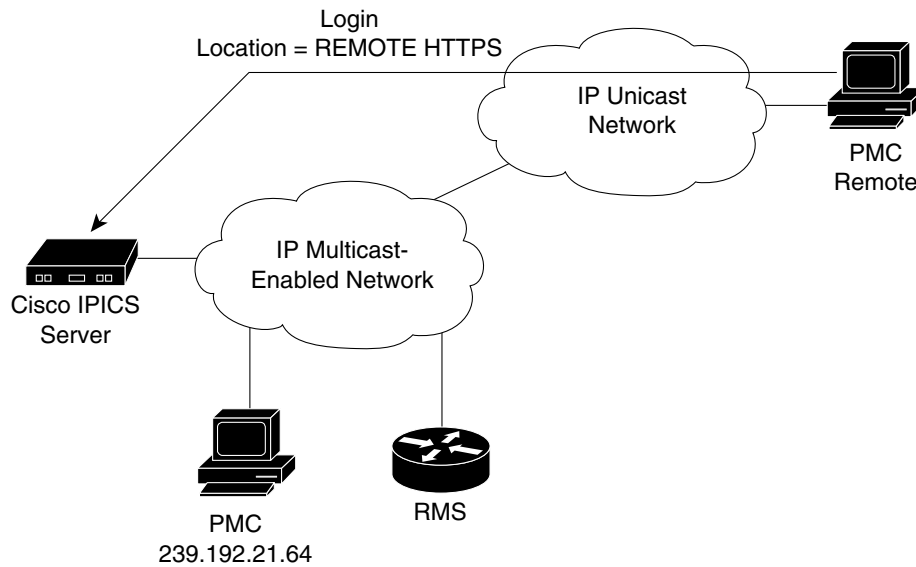 Login
Location = REMOTE HTTPS
IP Unicast
Network
PMC
Remote
IP Multicast-
Enabled Network
Cisco IPICS
Server
PMC
239.192.21.64
RMS